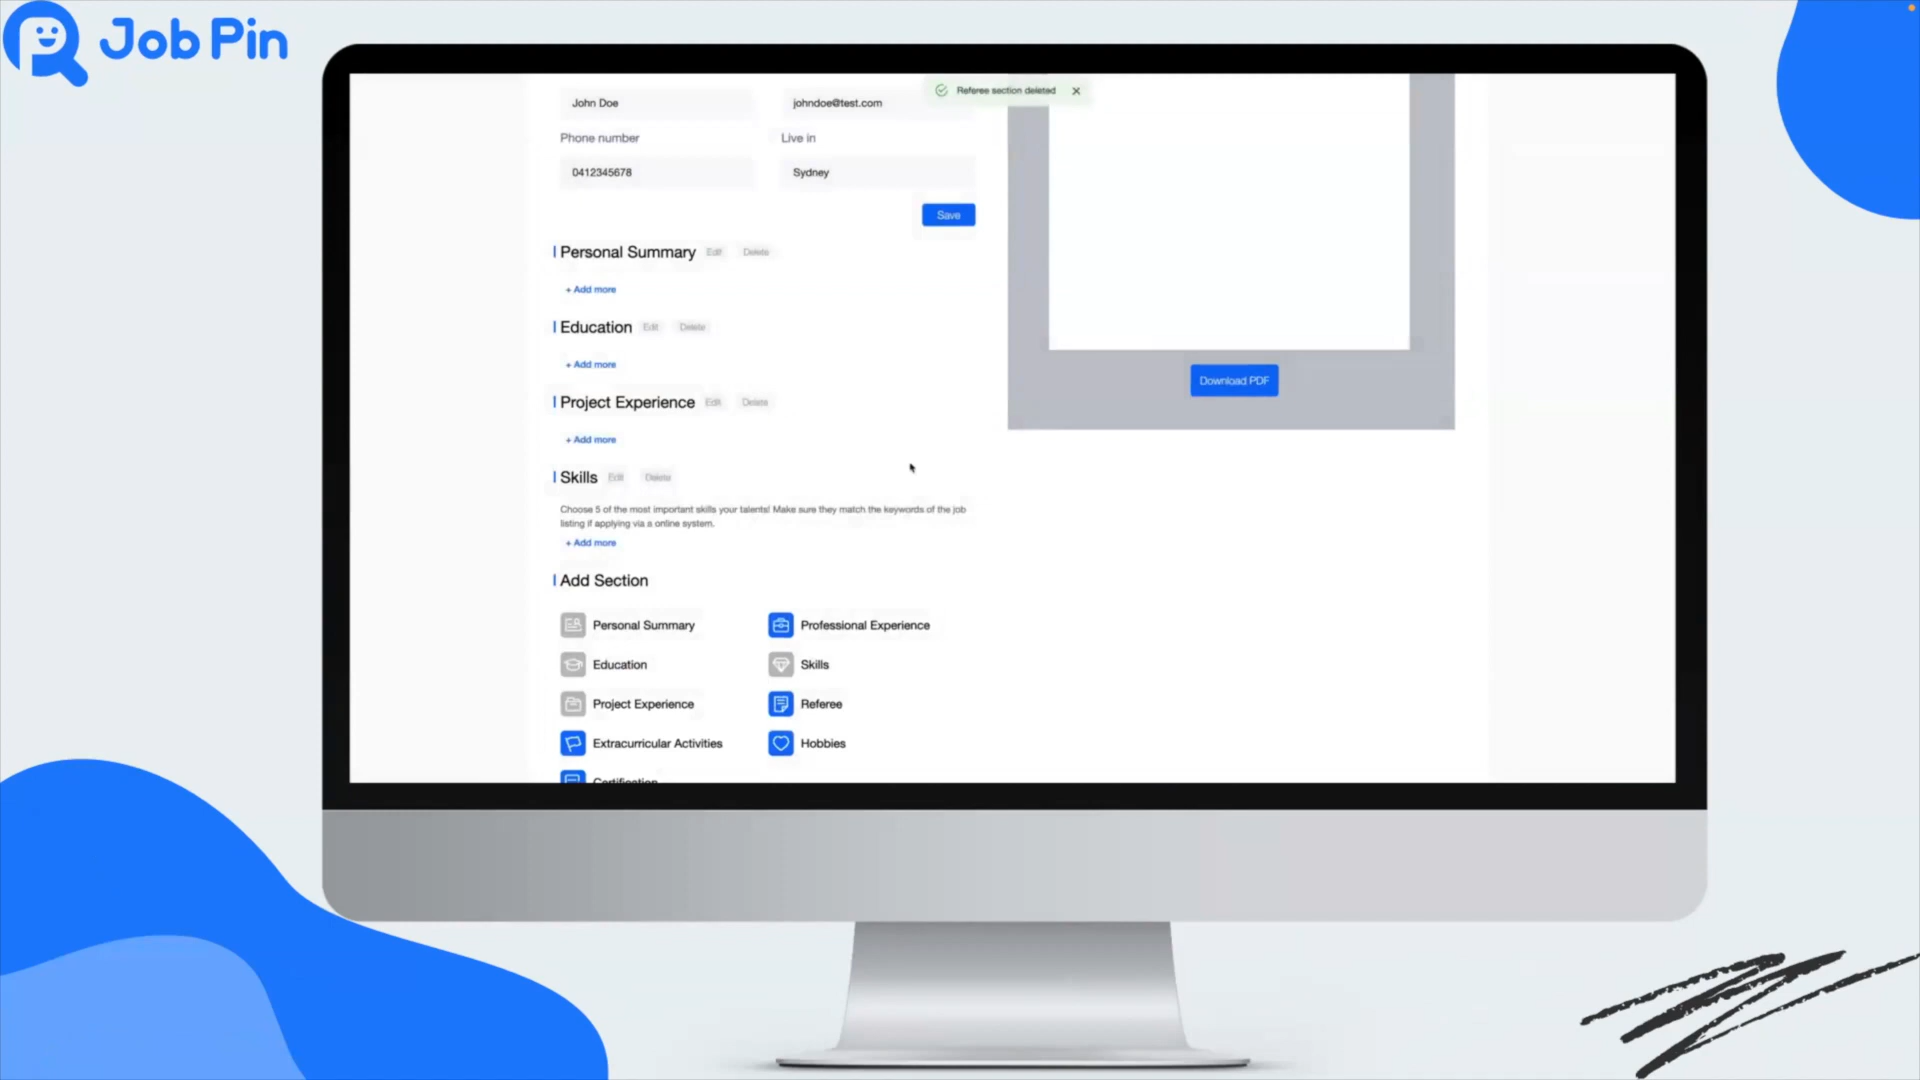 Job Pin
Referee section deleted
John Doe
johndoe@test.com
Phone number
Live in
0412345678
Sydney
Save
Personal Summary Edit Delete
+ Add more
Education Edit Delete
+ Add more
Download PDF
Project Experience Edit Delete
+ Add more
Skills Edit Delete
Choose 5 of the most important skills your talents! Make sure they match the keywords of the job
listing if applying via a online system.
+ Add more
Add Section
Personal Summary
Professional Experience
Education
Skills
Project Experience
Referee
Extracurricular Activities
Hobbies
Certification